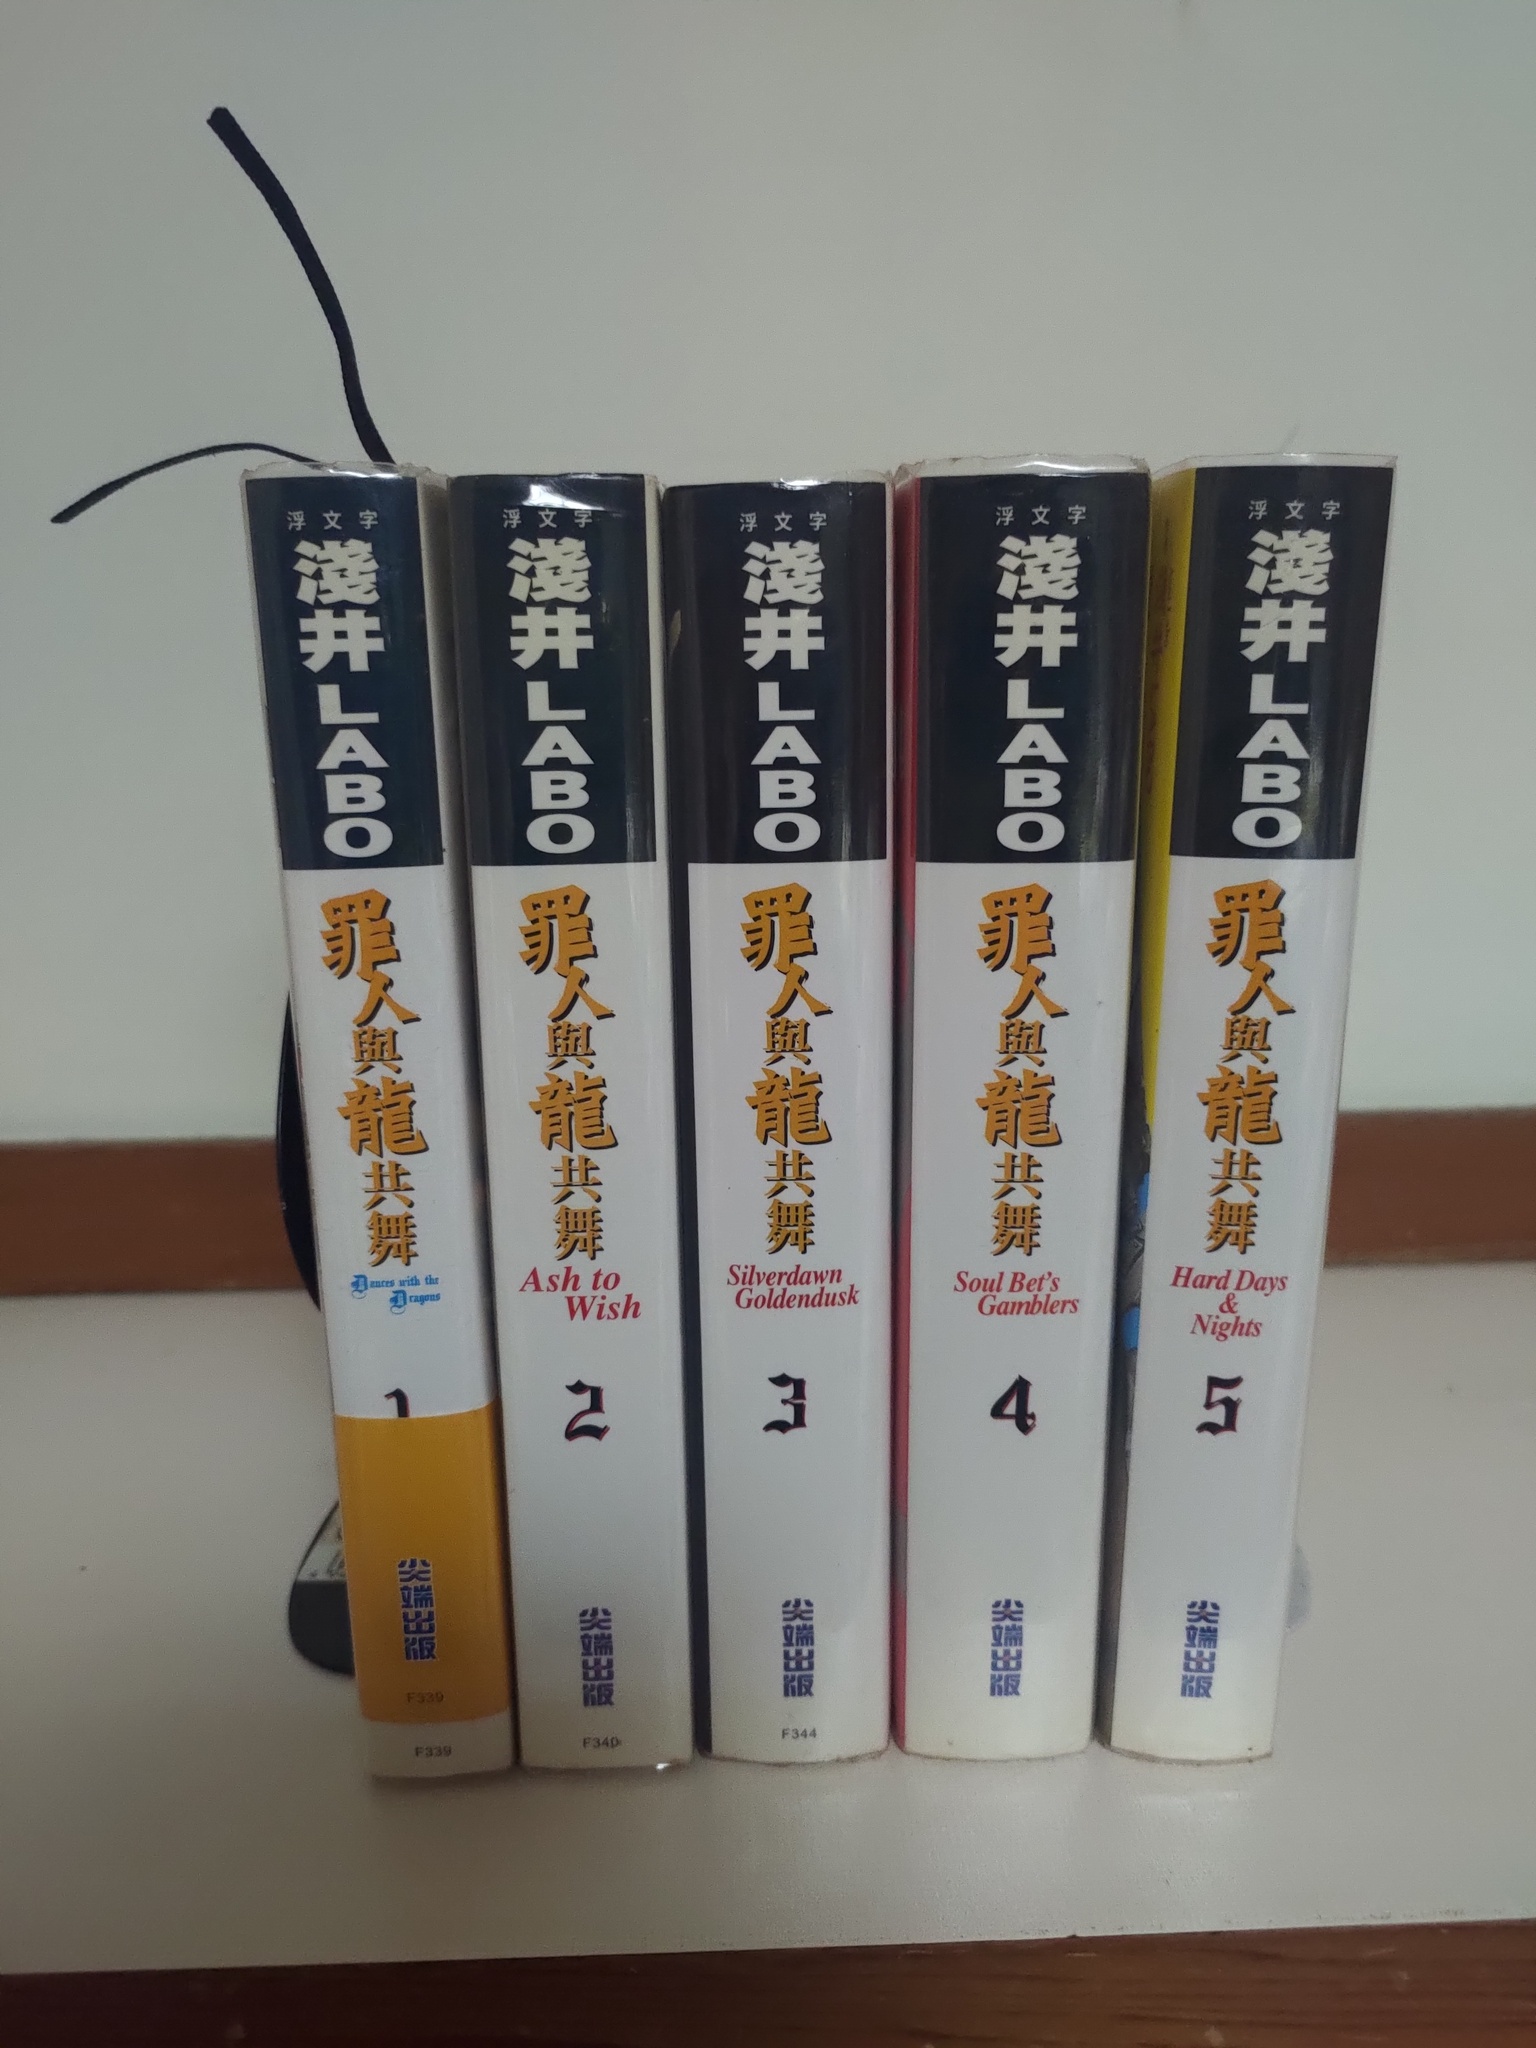 浮文字
淺井LABO
罪人與龍共舞
Dances with the
Dragons
1
尖端出版
F339
F339
浮文字
淺井LABO
罪人與龍共舞
Ash to
Wish
2
尖端出版
F340
浮文字
淺井LABO
罪人與龍共舞
Silverdawn
Goldendusk
3
尖端出版
F344
浮文字
淺井LABO
罪人與龍共舞
Soul Bet's
Gamblers
4
尖端出版
浮文字
淺井LABO
罪人與龍共舞
Hard Days
&
Nights
5
尖端出版